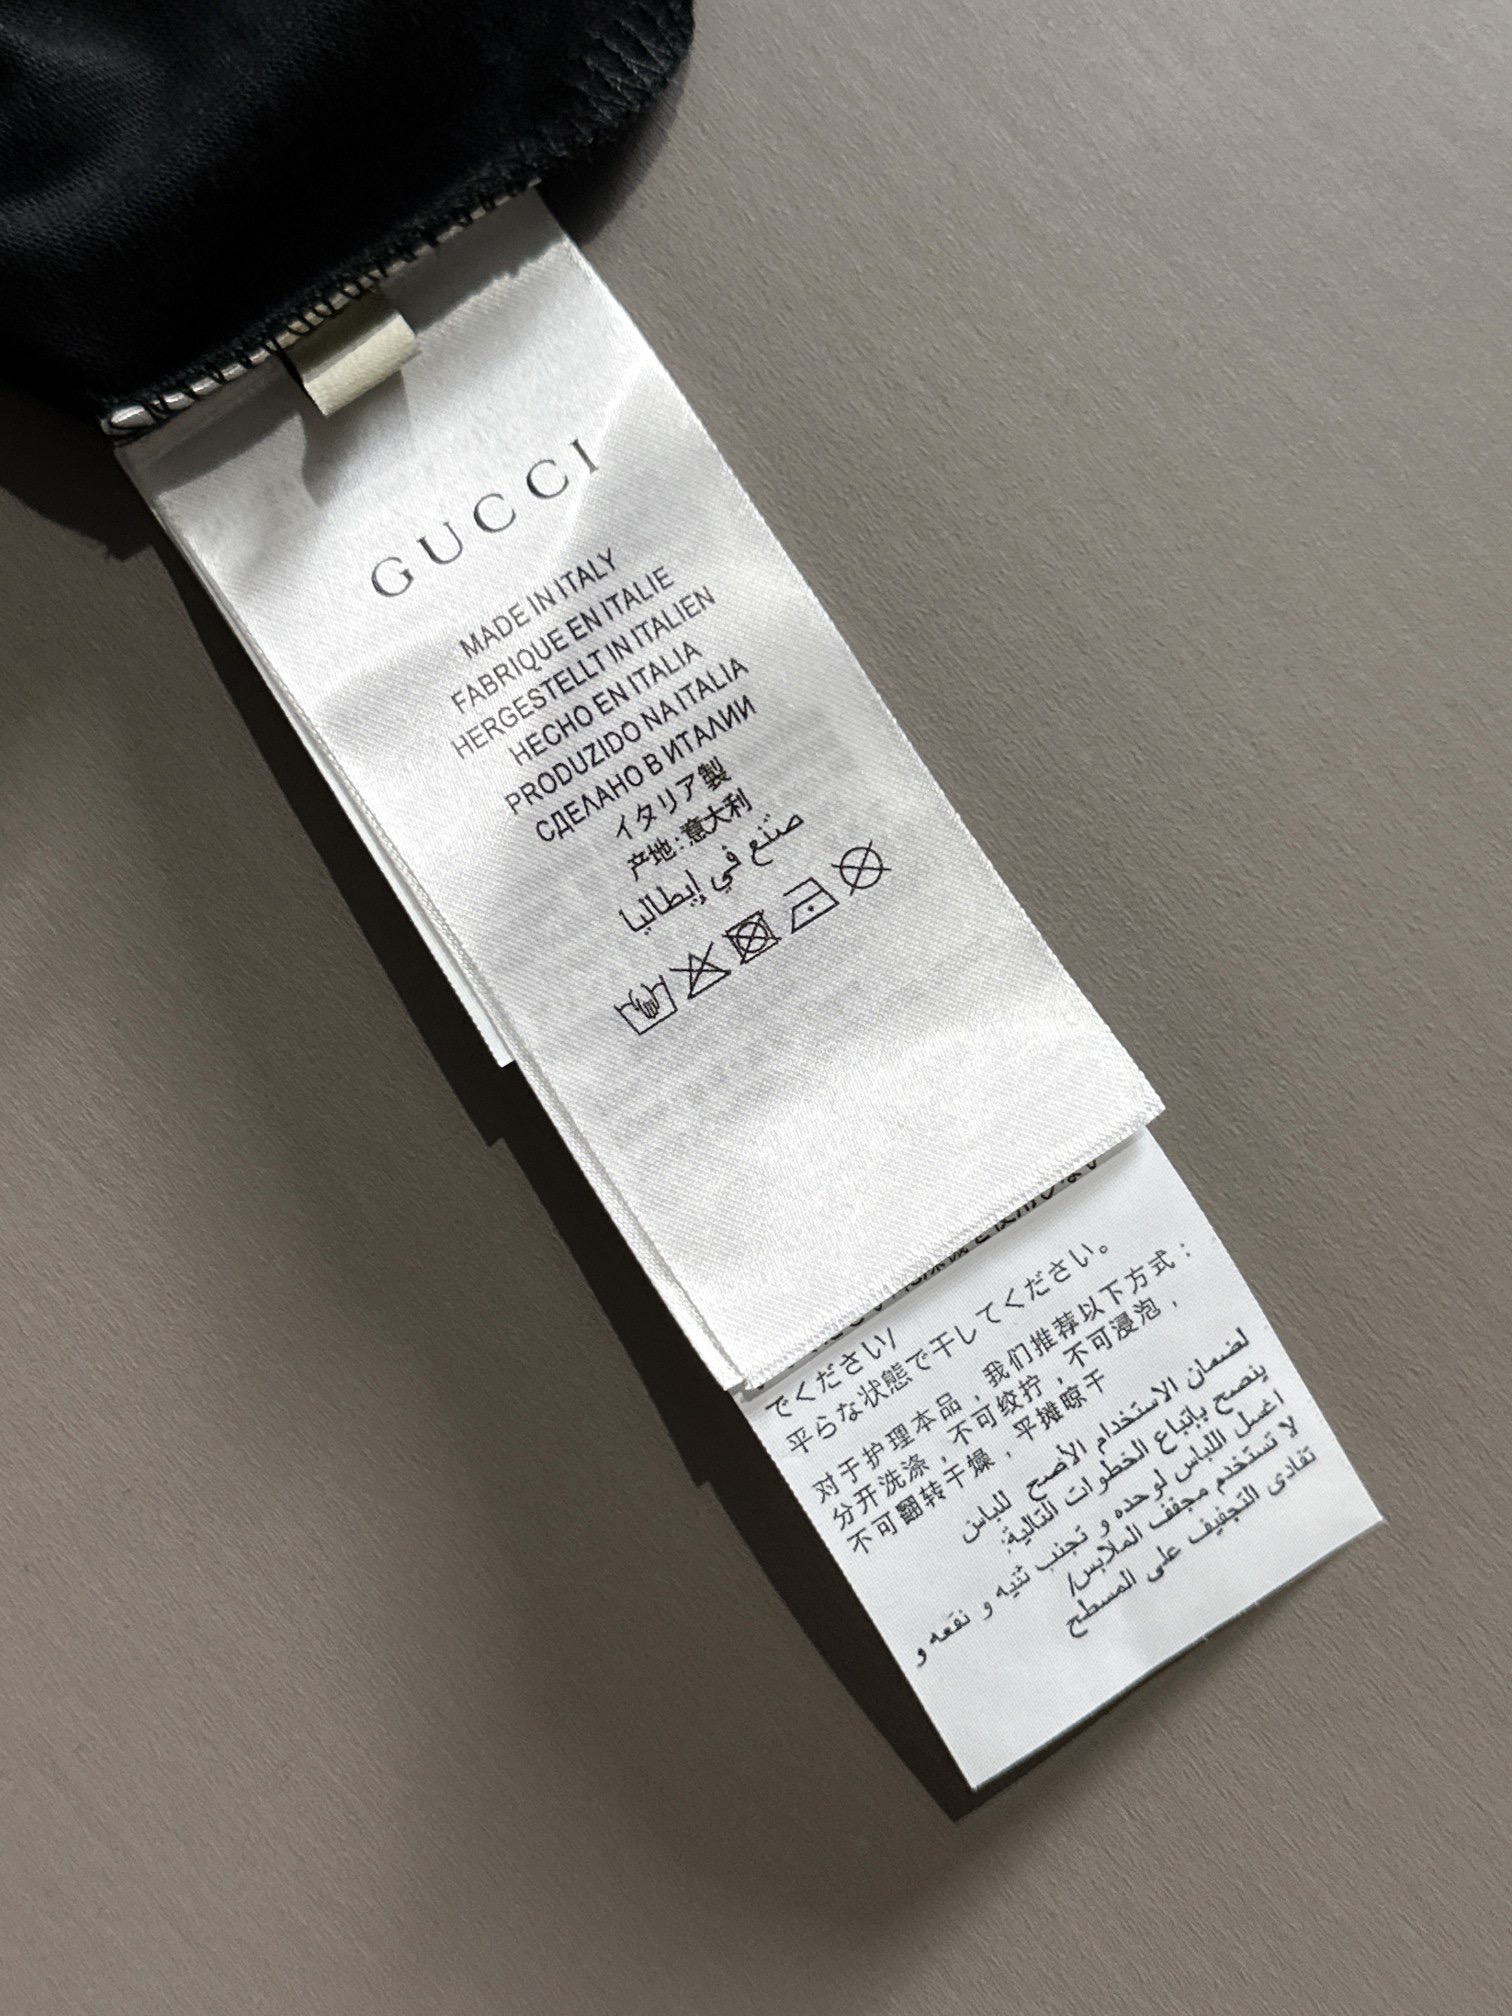 GUCCI
MADE IN ITALY
FABRIQUE EN ITALIE
HERGESTELLT IN ITALIEN
HECHO EN ITALIA
PRODUZIDO NA ITALIA
СДЕЛАНО В ИТАЛИИ
イタリア製
产地:意大利
صنع في إيطاليا
でください/
平らな状態で干してください。
对于护理本品，我们推荐以下方式：
分开洗涤，不可绞拧，不可浸泡，
不可翻转干燥，平摊晾干
لضمان الاستخدام الأصح للباس
ينصح بإتباع الخطوات التالية:
اغسل اللباس لوحده و تجنب ثنيه و نقعه و
لا تستخدم مجفف الملابس/
تفادى التجفيف على المسطح